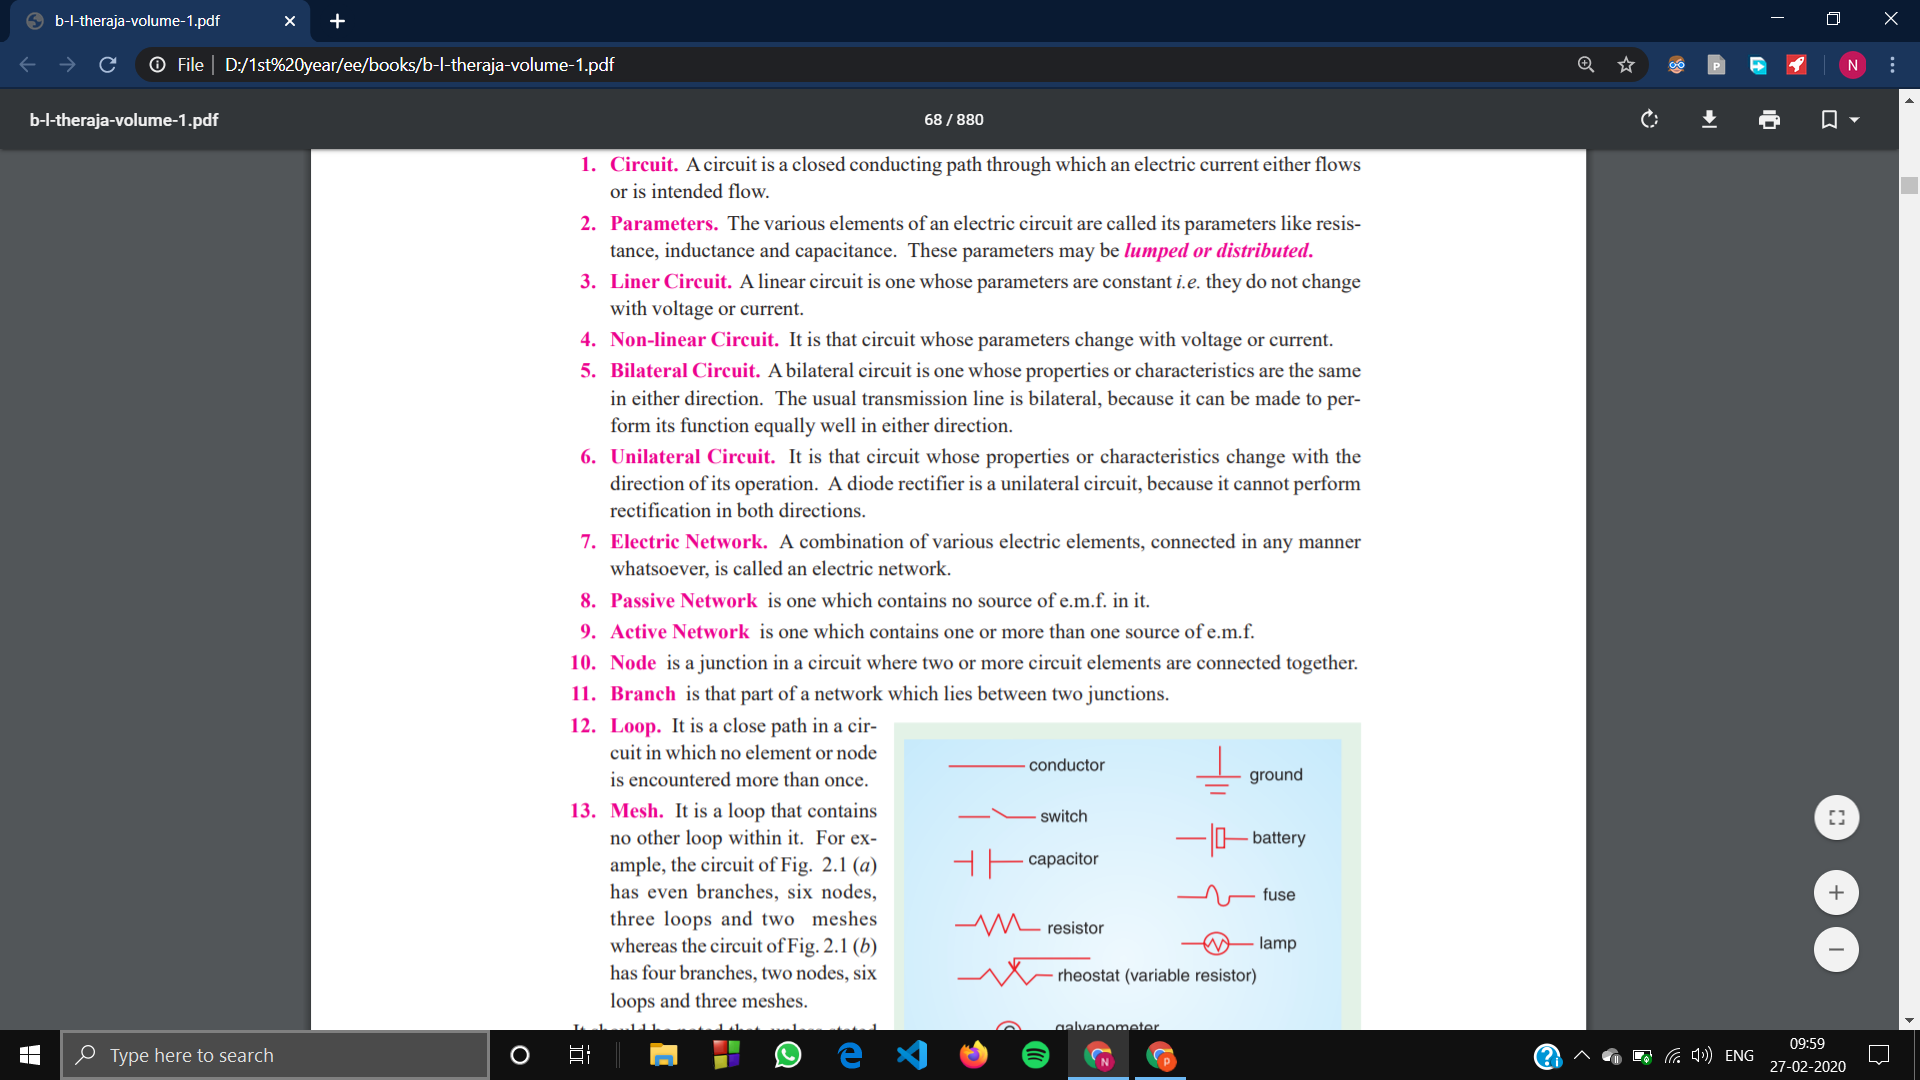 b-l-theraja-volume-1.pdf
File | D:/1st%20year/ee/books/b-l-theraja-volume-1.pdf
P
N
b-l-theraja-volume-1.pdf
68 / 880
1. Circuit. A circuit is a closed conducting path through which an electric current either flows
or is intended flow.
2. Parameters. The various elements of an electric circuit are called its parameters like resis-
tance, inductance and capacitance. These parameters may be lumped or distributed.
3. Liner Circuit. A linear circuit is one whose parameters are constant i.e. they do not change
with voltage or current.
4. Non-linear Circuit. It is that circuit whose parameters change with voltage or current.
5. Bilateral Circuit. A bilateral circuit is one whose properties or characteristics are the same
in either direction. The usual transmission line is bilateral, because it can be made to per-
form its function equally well in either direction.
6. Unilateral Circuit. It is that circuit whose properties or characteristics change with the
direction of its operation. A diode rectifier is a unilateral circuit, because it cannot perform
rectification in both directions.
7. Electric Network. A combination of various electric elements, connected in any manner
whatsoever, is called an electric network.
8. Passive Network is one which contains no source of e.m.f. in it.
9. Active Network is one which contains one or more than one source of e.m.f.
10. Node is a junction in a circuit where two or more circuit elements are connected together.
11. Branch is that part of a network which lies between two junctions.
12. Loop. It is a close path in a cir-
cuit in which no element or node
is encountered more than once.
13. Mesh. It is a loop that contains
no other loop within it. For ex-
ample, the circuit of Fig. 2.1 (a)
has even branches, six nodes,
three loops and two meshes
whereas the circuit of Fig. 2.1 (b)
has four branches, two nodes, six
loops and three meshes.
It should be noted that, unless stated
conductor
ground
switch
battery
capacitor
fuse
resistor
lamp
rheostat (variable resistor)
galvanometer
Type here to search
N
P
ENG
09:59
27-02-2020